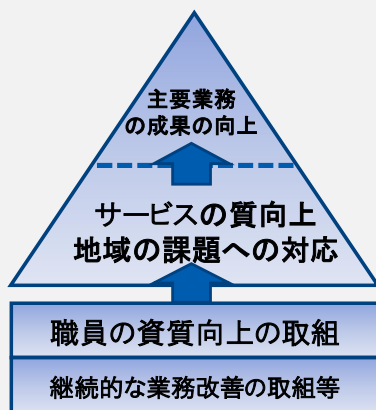 主要業務
の成果の向上
サービスの質向上
地域の課題への対応
職員の資質向上の取組
継続的な業務改善の取組等